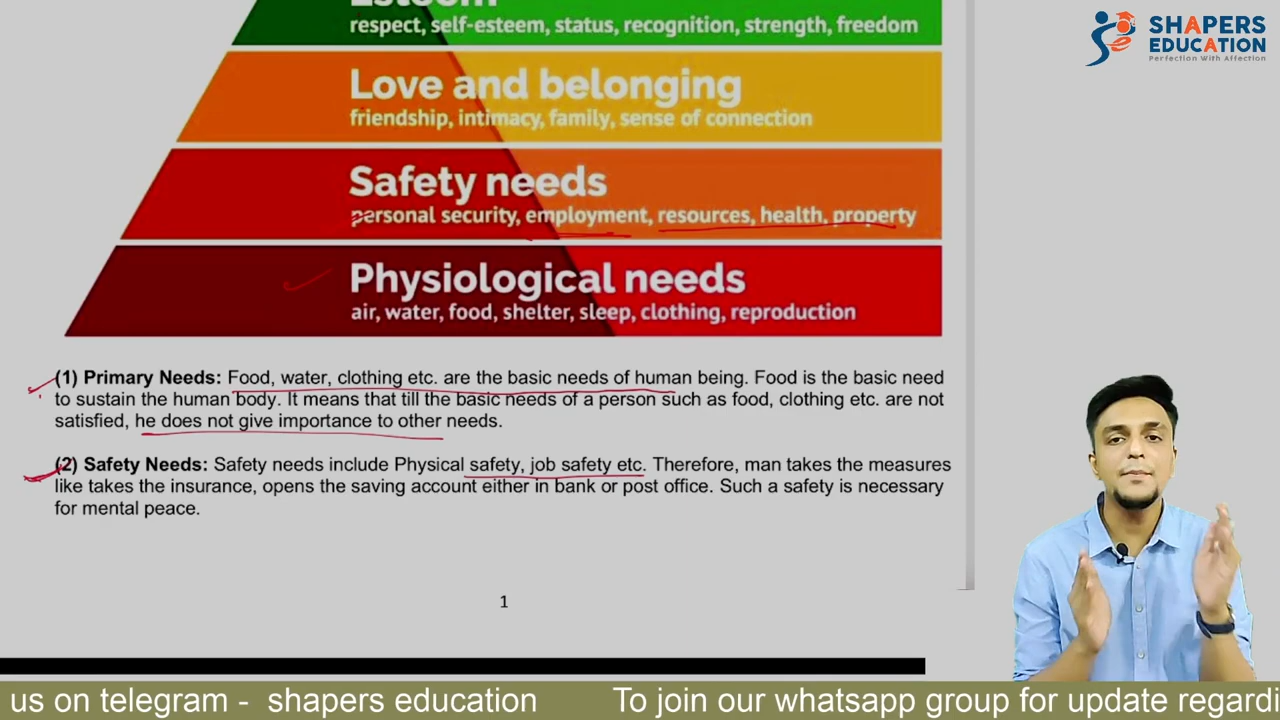 Esteem
respect, self-esteem, status, recognition, strength, freedom
SHAPERS
EDUCATION
Perfection With Affection
Love and belonging
friendship, intimacy, family, sense of connection
Safety needs
personal security, employment, resources, health, property
Physiological needs
air, water, food, shelter, sleep, clothing, reproduction
(1) Primary Needs: Food, water, clothing etc. are the basic needs of human being. Food is the basic need
to sustain the human body. It means that till the basic needs of a person such as food, clothing etc. are not
satisfied, he does not give importance to other needs.
(2) Safety Needs: Safety needs include Physical safety, job safety etc. Therefore, man takes the measures
like takes the insurance, opens the saving account either in bank or post office. Such a safety is necessary
for mental peace.
1
us on telegram - shapers education To join our whatsapp group for update regardi